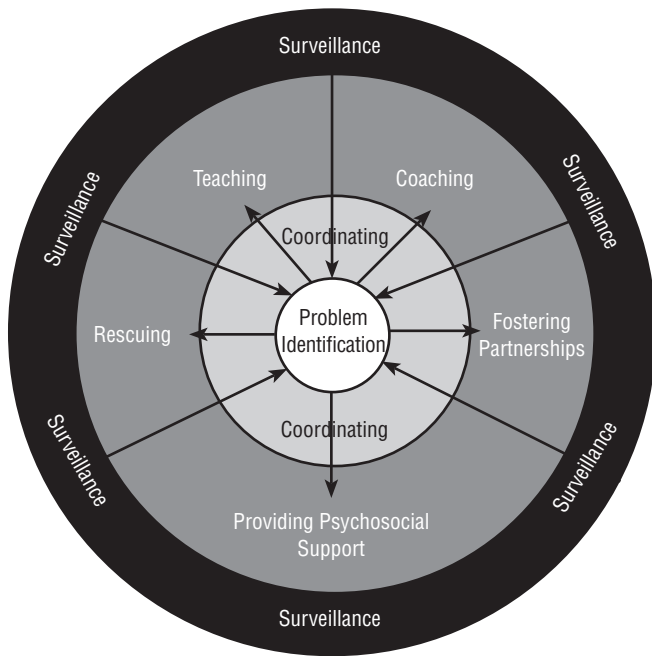 Surveillance
Teaching
Coaching
Surveillance
Surveillance
Coordinating
Rescuing
Problem
Identification
Fostering
Partnerships
Coordinating
Surveillance
Surveillance
Providing Psychosocial
Support
Surveillance